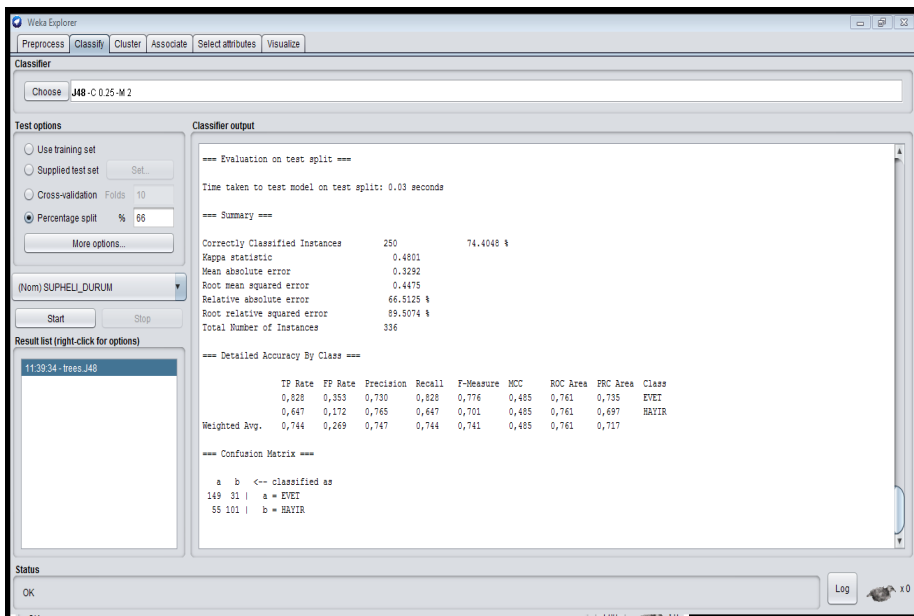 Weka Explorer
Preprocess Classify Cluster Associate Select attributes Visualize
Classifier
Choose J48 -C 0.25 -M 2
Test options
Use training set
Supplied test set Set...
Cross-validation Folds 10
Percentage split % 66
More options...
(Nom) SUPHELI_DURUM
Start Stop
Result list (right-click for options)
11:39:34 - trees.J48
Classifier output
=== Evaluation on test split ===
Time taken to test model on test split: 0.03 seconds
=== Summary ===
Correctly Classified Instances 250 74.4048 %
Kappa statistic 0.4801
Mean absolute error 0.3292
Root mean squared error 0.4475
Relative absolute error 66.5125 %
Root relative squared error 89.5074 %
Total Number of Instances 336
=== Detailed Accuracy By Class ===
TP Rate FP Rate Precision Recall F-Measure MCC ROC Area PRC Area Class
0,828 0,353 0,730 0,828 0,776 0,485 0,761 0,735 EVET
0,647 0,172 0,765 0,647 0,701 0,485 0,761 0,697 HAYIR
Weighted Avg. 0,744 0,269 0,747 0,744 0,741 0,485 0,761 0,717
=== Confusion Matrix ===
a b <-- classified as
149 31 | a = EVET
55 101 | b = HAYIR
Status
OK
Log x 0